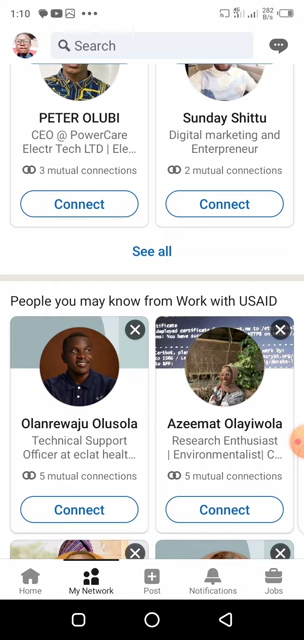 1:10
282
B/s
Search
PETER OLUBI
CEO @ PowerCare
Electr Tech LTD | Ele...
3 mutual connections
Connect
Sunday Shittu
Digital marketing and
Enterpreneur
2 mutual connections
Connect
See all
People you may know from Work with USAID
Olanrewaju Olusola
Technical Support
Officer at eclat healt...
5 mutual connections
Connect
Azeemat Olayiwola
Research Enthusiast
| Environmentalist| C...
5 mutual connections
Connect
Home
My Network
Post
Notifications
Jobs